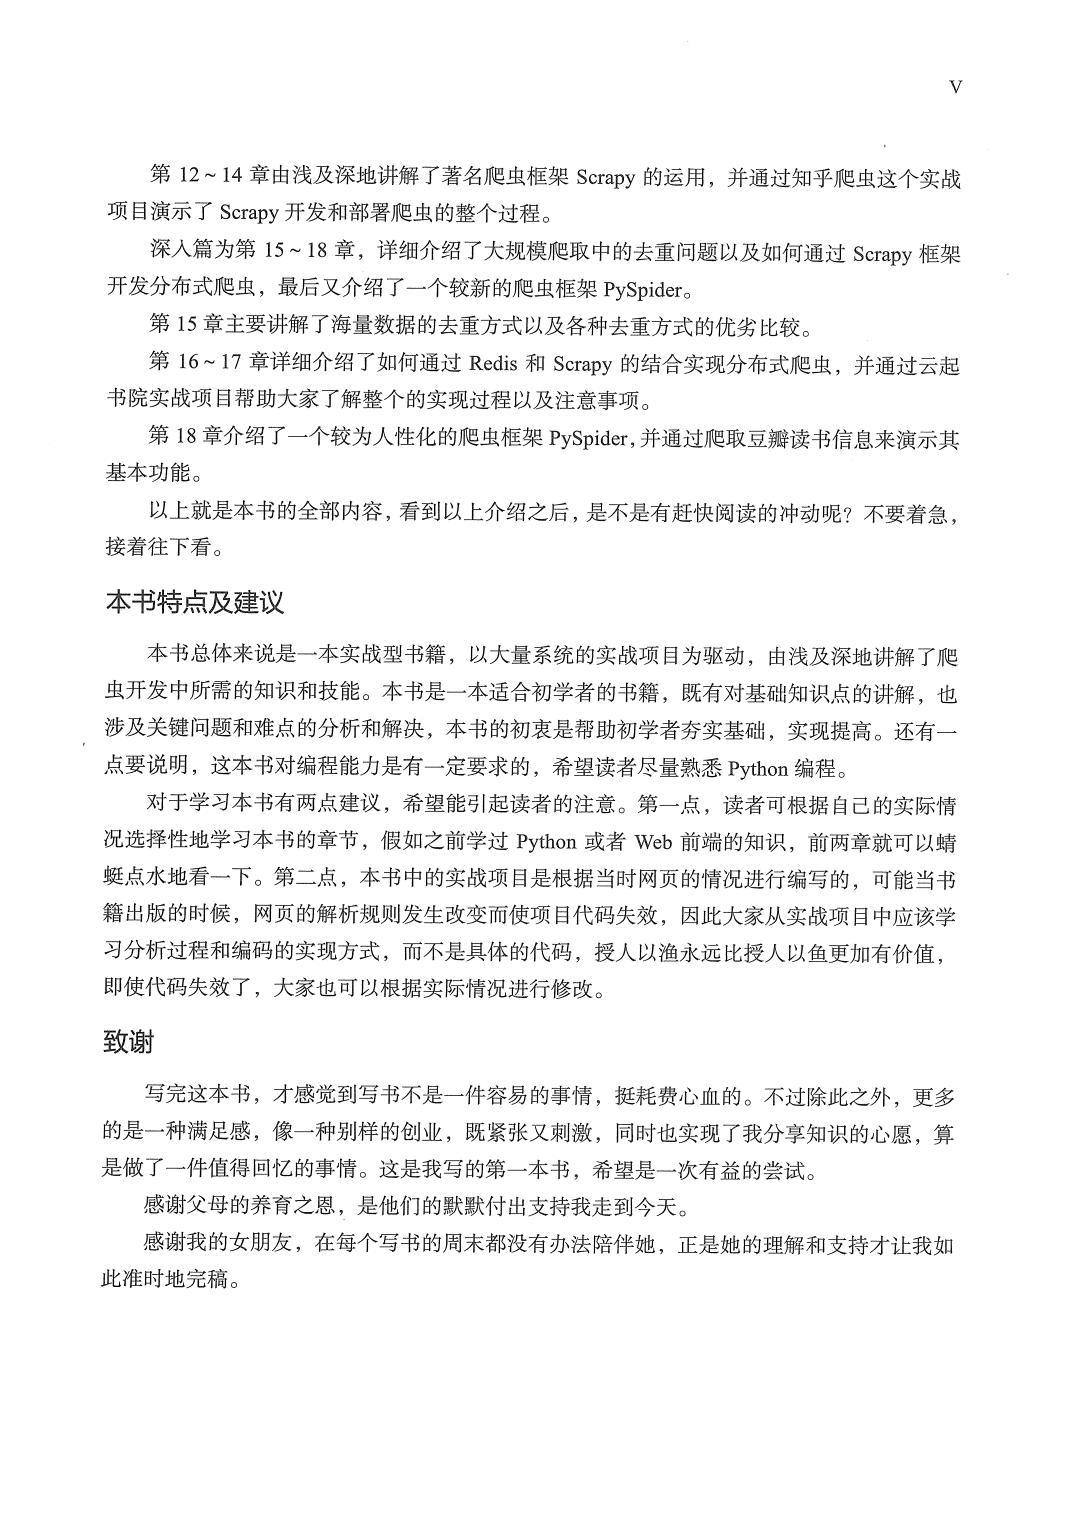 V
第 12～14 章由浅及深地讲解了著名爬虫框架 Scrapy 的运用，并通过知乎爬虫这个实战
项目演示了 Scrapy 开发和部署爬虫的整个过程。
深入篇为第 15～18 章，详细介绍了大规模爬取中的去重问题以及如何通过 Scrapy 框架
开发分布式爬虫，最后又介绍了一个较新的爬虫框架 PySpider。
第 15 章主要讲解了海量数据的去重方式以及各种去重方式的优劣比较。
第 16～17 章详细介绍了如何通过 Redis 和 Scrapy 的结合实现分布式爬虫，并通过云起
书院实战项目帮助大家了解整个的实现过程以及注意事项。
第 18 章介绍了一个较为人性化的爬虫框架 PySpider，并通过爬取豆瓣读书信息来演示其
基本功能。
以上就是本书的全部内容，看到以上介绍之后，是不是有赶快阅读的冲动呢？不要着急，
接着往下看。
本书特点及建议
本书总体来说是一本实战型书籍，以大量系统的实战项目为驱动，由浅及深地讲解了爬
虫开发中所需的知识和技能。本书是一本适合初学者的书籍，既有对基础知识点的讲解，也
涉及关键问题和难点的分析和解决，本书的初衷是帮助初学者夯实基础，实现提高。还有一
点要说明，这本书对编程能力是有一定要求的，希望读者尽量熟悉 Python 编程。
对于学习本书有两点建议，希望能引起读者的注意。第一点，读者可根据自己的实际情
况选择性地学习本书的章节，假如之前学过 Python 或者 Web 前端的知识，前两章就可以蜻
蜓点水地看一下。第二点，本书中的实战项目是根据当时网页的情况进行编写的，可能当书
籍出版的时候，网页的解析规则发生改变而使项目代码失效，因此大家从实战项目中应该学
习分析过程和编码的实现方式，而不是具体的代码，授人以渔永远比授人以鱼更加有价值，
即使代码失效了，大家也可以根据实际情况进行修改。
致谢
写完这本书，才感觉到写书不是一件容易的事情，挺耗费心血的。不过除此之外，更多
的是一种满足感，像一种别样的创业，既紧张又刺激，同时也实现了我分享知识的心愿，算
是做了一件值得回忆的事情。这是我写的第一本书，希望是一次有益的尝试。
感谢父母的养育之恩，是他们的默默付出支持我走到今天。
感谢我的女朋友，在每个写书的周末都没有办法陪伴她，正是她的理解和支持才让我如
此准时地完稿。